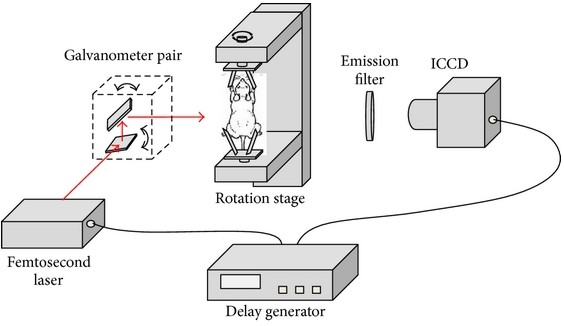 Galvanometer pair
Emission
filter
ICCD
Rotation stage
Femtosecond
laser
Delay generator